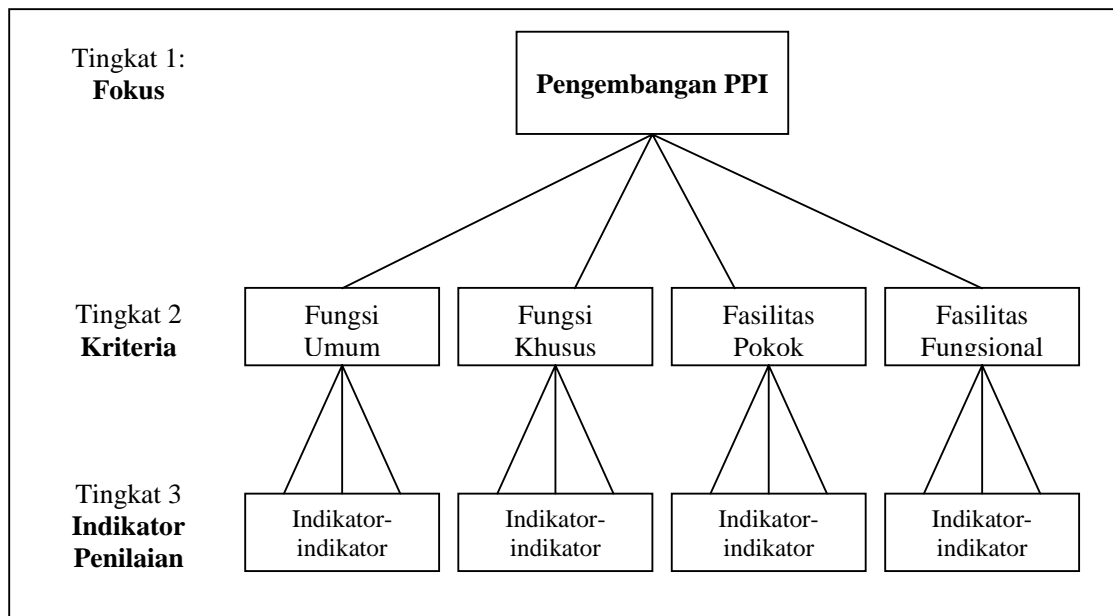 Tingkat 1:
Fokus
Pengembangan PPI
Tingkat 2
Kriteria
Fungsi
Umum
Fungsi
Khusus
Fasilitas
Pokok
Fasilitas
Fungsional
Tingkat 3
Indikator
Penilaian
Indikator-
indikator
Indikator-
indikator
Indikator-
indikator
Indikator-
indikator